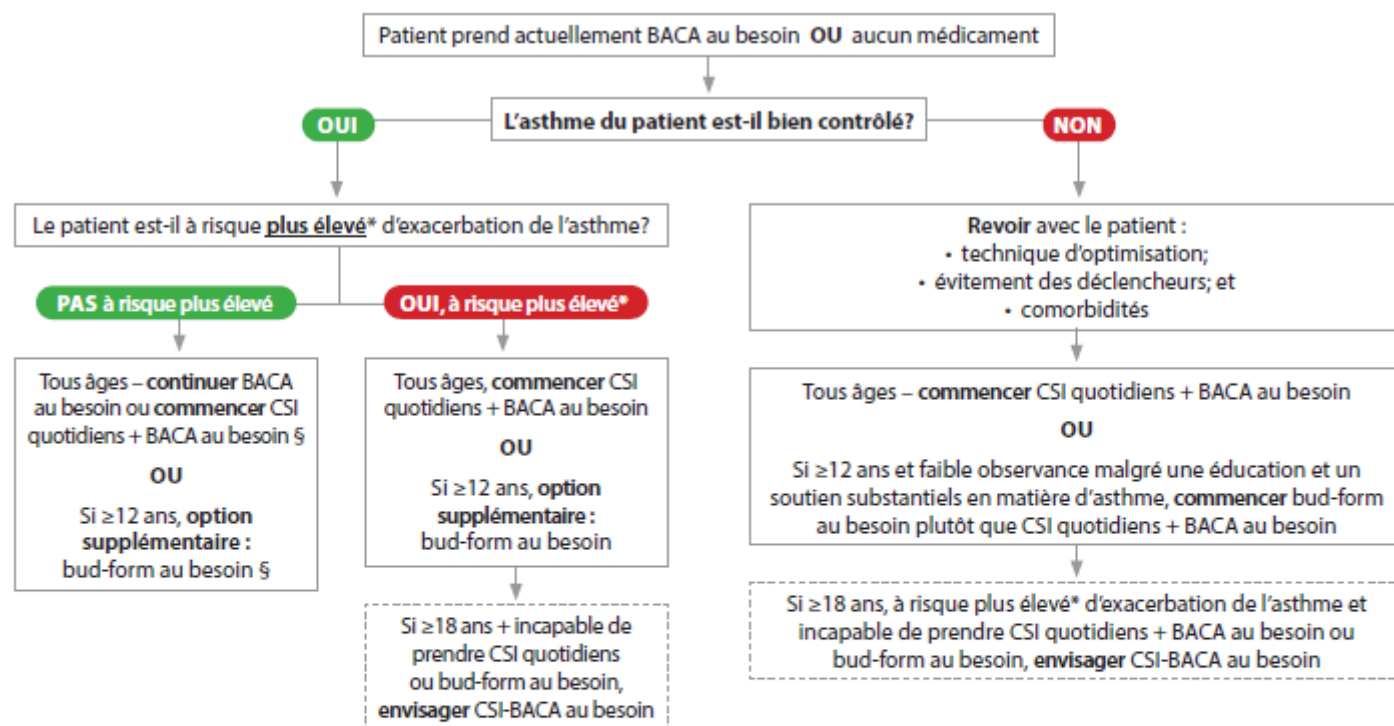 Patient prend actuellement BACA au besoin OU aucun médicament
L'asthme du patient est-il bien contrôlé?
OUI
NON
Le patient est-il à risque plus élevé* d'exacerbation de l'asthme?
PAS à risque plus élevé
OUI, à risque plus élevé*
Tous âges – continuer BACA
au besoin ou commencer CSI
quotidiens + BACA au besoin §
OU
Si ≥12 ans, option
supplémentaire :
bud-form au besoin §
Tous âges, commencer CSI
quotidiens + BACA au besoin
OU
Si ≥12 ans, option
supplémentaire :
bud-form au besoin
Si ≥18 ans + incapable de
prendre CSI quotidiens
ou bud-form au besoin,
envisager CSI-BACA au besoin
Revoir avec le patient :
• technique d'optimisation;
• évitement des déclencheurs; et
• comorbidités
Tous âges – commencer CSI quotidiens + BACA au besoin
OU
Si ≥12 ans et faible observance malgré une éducation et un
soutien substantiels en matière d'asthme, commencer bud-form
au besoin plutôt que CSI quotidiens + BACA au besoin
Si ≥18 ans, à risque plus élevé* d'exacerbation de l'asthme et
incapable de prendre CSI quotidiens + BACA au besoin ou
bud-form au besoin, envisager CSI-BACA au besoin